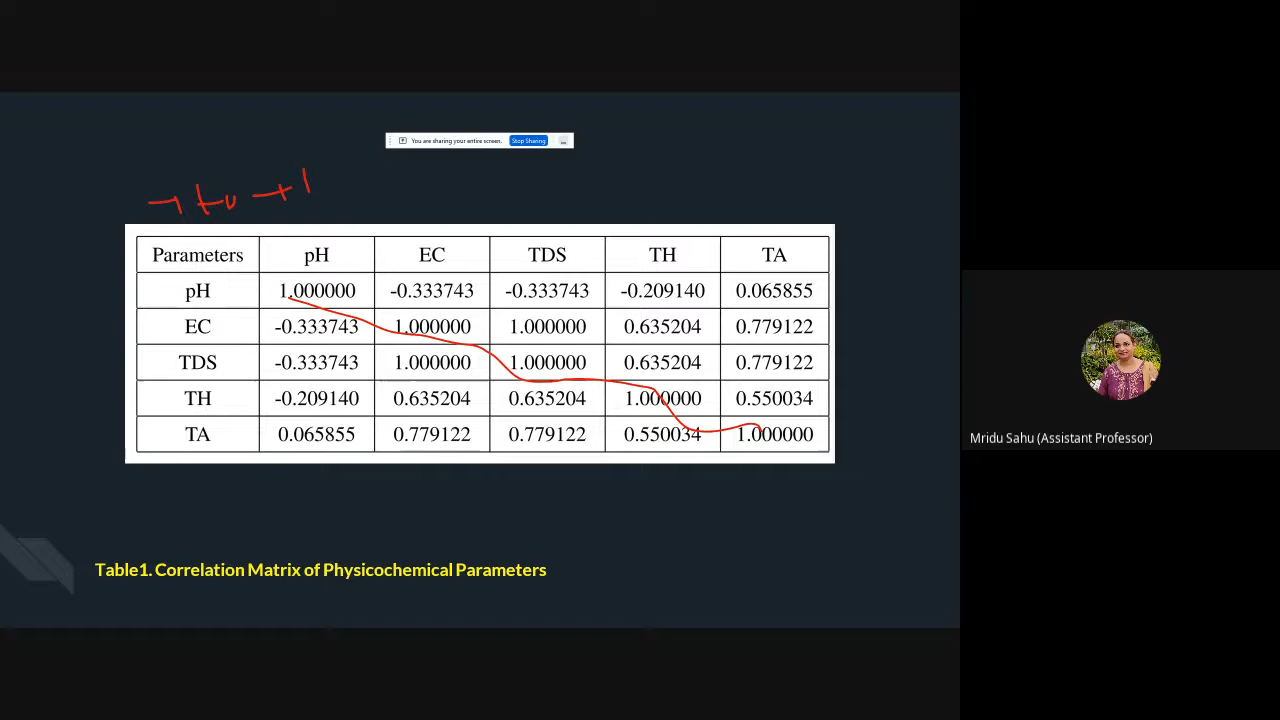 You are sharing your entire screen. Stop Sharing
-1 to +1
Parameters pH EC TDS TH TA
pH 1.000000 -0.333743 -0.333743 -0.209140 0.065855
EC -0.333743 1.000000 1.000000 0.635204 0.779122
TDS -0.333743 1.000000 1.000000 0.635204 0.779122
TH -0.209140 0.635204 0.635204 1.000000 0.550034
TA 0.065855 0.779122 0.779122 0.550034 1.000000
Mridu Sahu (Assistant Professor)
Table1. Correlation Matrix of Physicochemical Parameters